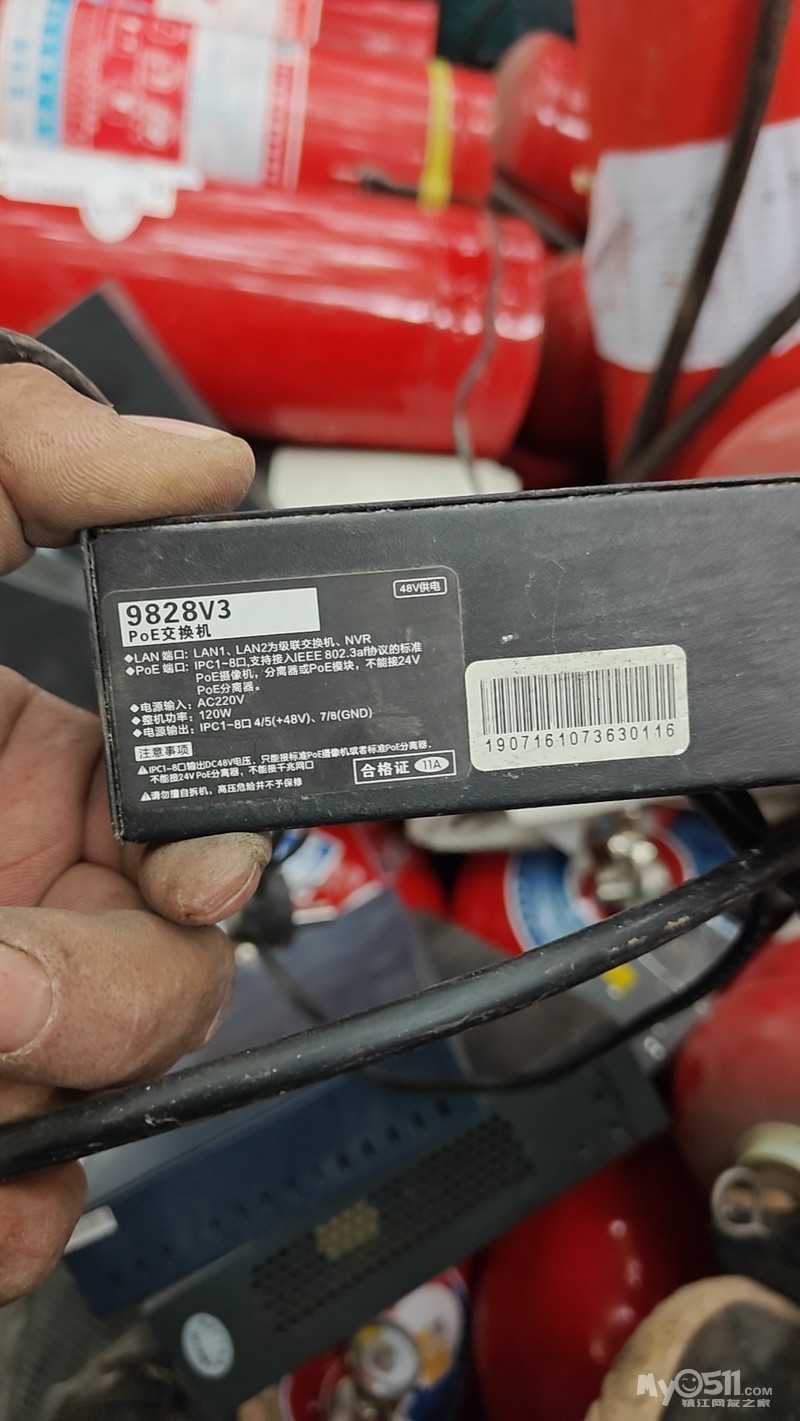 48V供电
9828V3
PoE交换机
◆LAN 端口: LAN1、LAN2为级联交换机、NVR
◆PoE 端口: IPC1-8口,支持接入IEEE 802.3af协议的标准
PoE摄像机，分离器或PoE模块，不能接24V
PoE分离器。
◆电源输入: AC220V
◆整机功率: 120W
◆电源输出: IPC1-8口 4/5(+48V)、7/8(GND)
注意事项
⚠IPC1-8口输出DC48V电压，只能接标准PoE摄像机或者标准PoE分离器，
不能接24V PoE分离器、不能接千兆网口
⚠请勿擅自拆机，高压危险并不予保修
合格证 11A
1907161073630116
My0511.COM
镇江网友之家